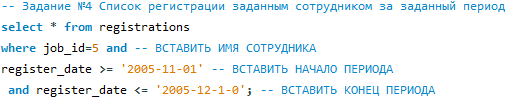 -- Задание №4 Список регистрации заданным сотрудником за заданный период
select * from registrations
where job_id=5 and -- ВСТАВИТЬ ИМЯ СОТРУДНИКА
register_date >= '2005-11-01' -- ВСТАВИТЬ НАЧАЛО ПЕРИОДА
and register_date <= '2005-12-1-0'; -- ВСТАВИТЬ КОНЕЦ ПЕРИОДА